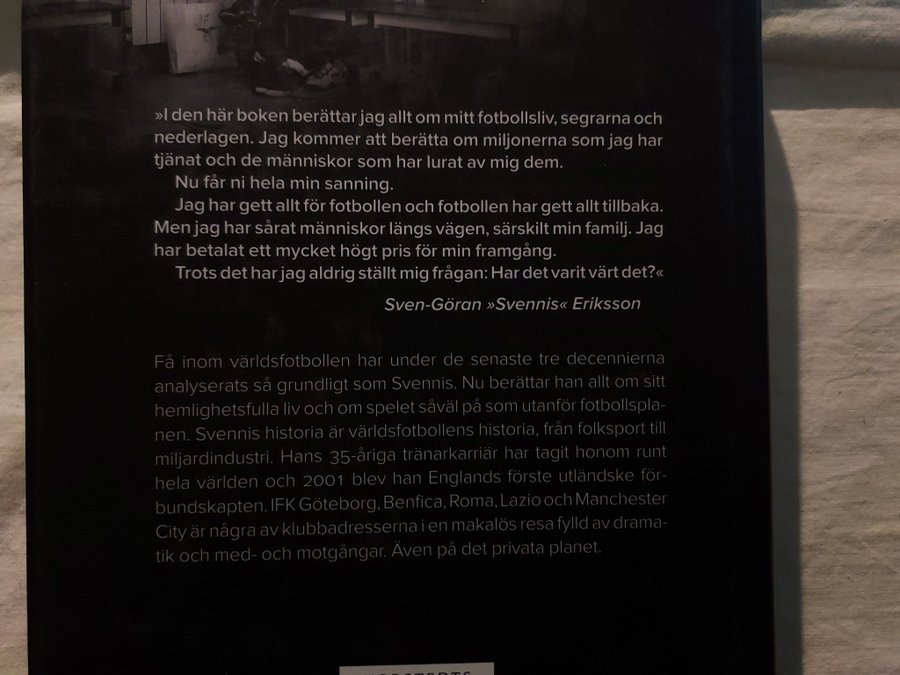 »I den här boken berättar jag allt om mitt fotbollsliv, segrarna och
nederlagen. Jag kommer att berätta om miljonerna som jag har
tjänat och de människor som har lurat av mig dem.
Nu får ni hela min sanning.
Jag har gett allt för fotbollen och fotbollen har gett allt tillbaka.
Men jag har sårat människor längs vägen, särskilt min familj. Jag
har betalat ett mycket högt pris för min framgång.
Trots det har jag aldrig ställt mig frågan: Har det varit värt det?«
Sven-Göran »Svennis« Eriksson
Få inom världsfotbollen har under de senaste tre decennierna
analyserats så grundligt som Svennis. Nu berättar han allt om sitt
hemlighetsfulla liv och om spelet såväl på som utanför fotbollspla-
nen. Svennis historia är världsfotbollens historia, från folksport till
miljardindustri. Hans 35-åriga tränarkarriär har tagit honom runt
hela världen och 2001 blev han Englands förste utländske för-
bundskapten. IFK Göteborg, Benfica, Roma, Lazio och Manchester
City är några av klubbadresserna i en makalös resa fylld av drama-
tik och med- och motgångar. Även på det privata planet.